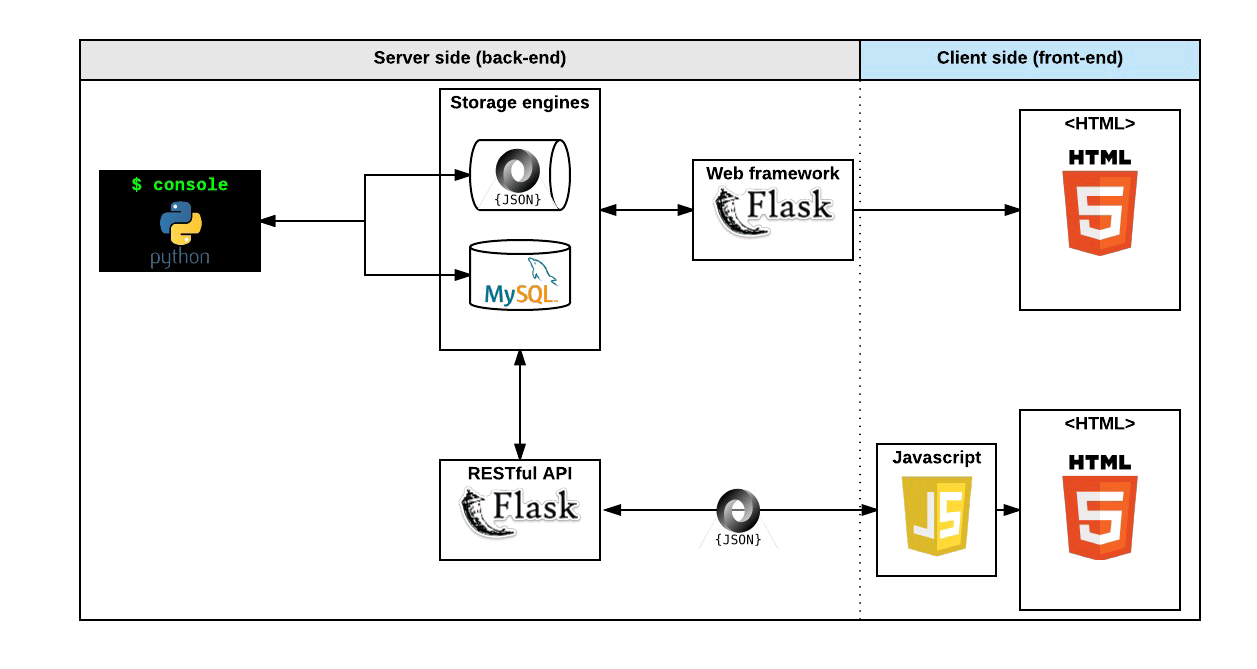 Server side (back-end)
Client side (front-end)
Storage engines
{JSON}
MySQL
$ console
python
Web framework
Flask
<HTML>
HTML
5
RESTful API
Flask
{JSON}
Javascript
JS
<HTML>
HTML
5